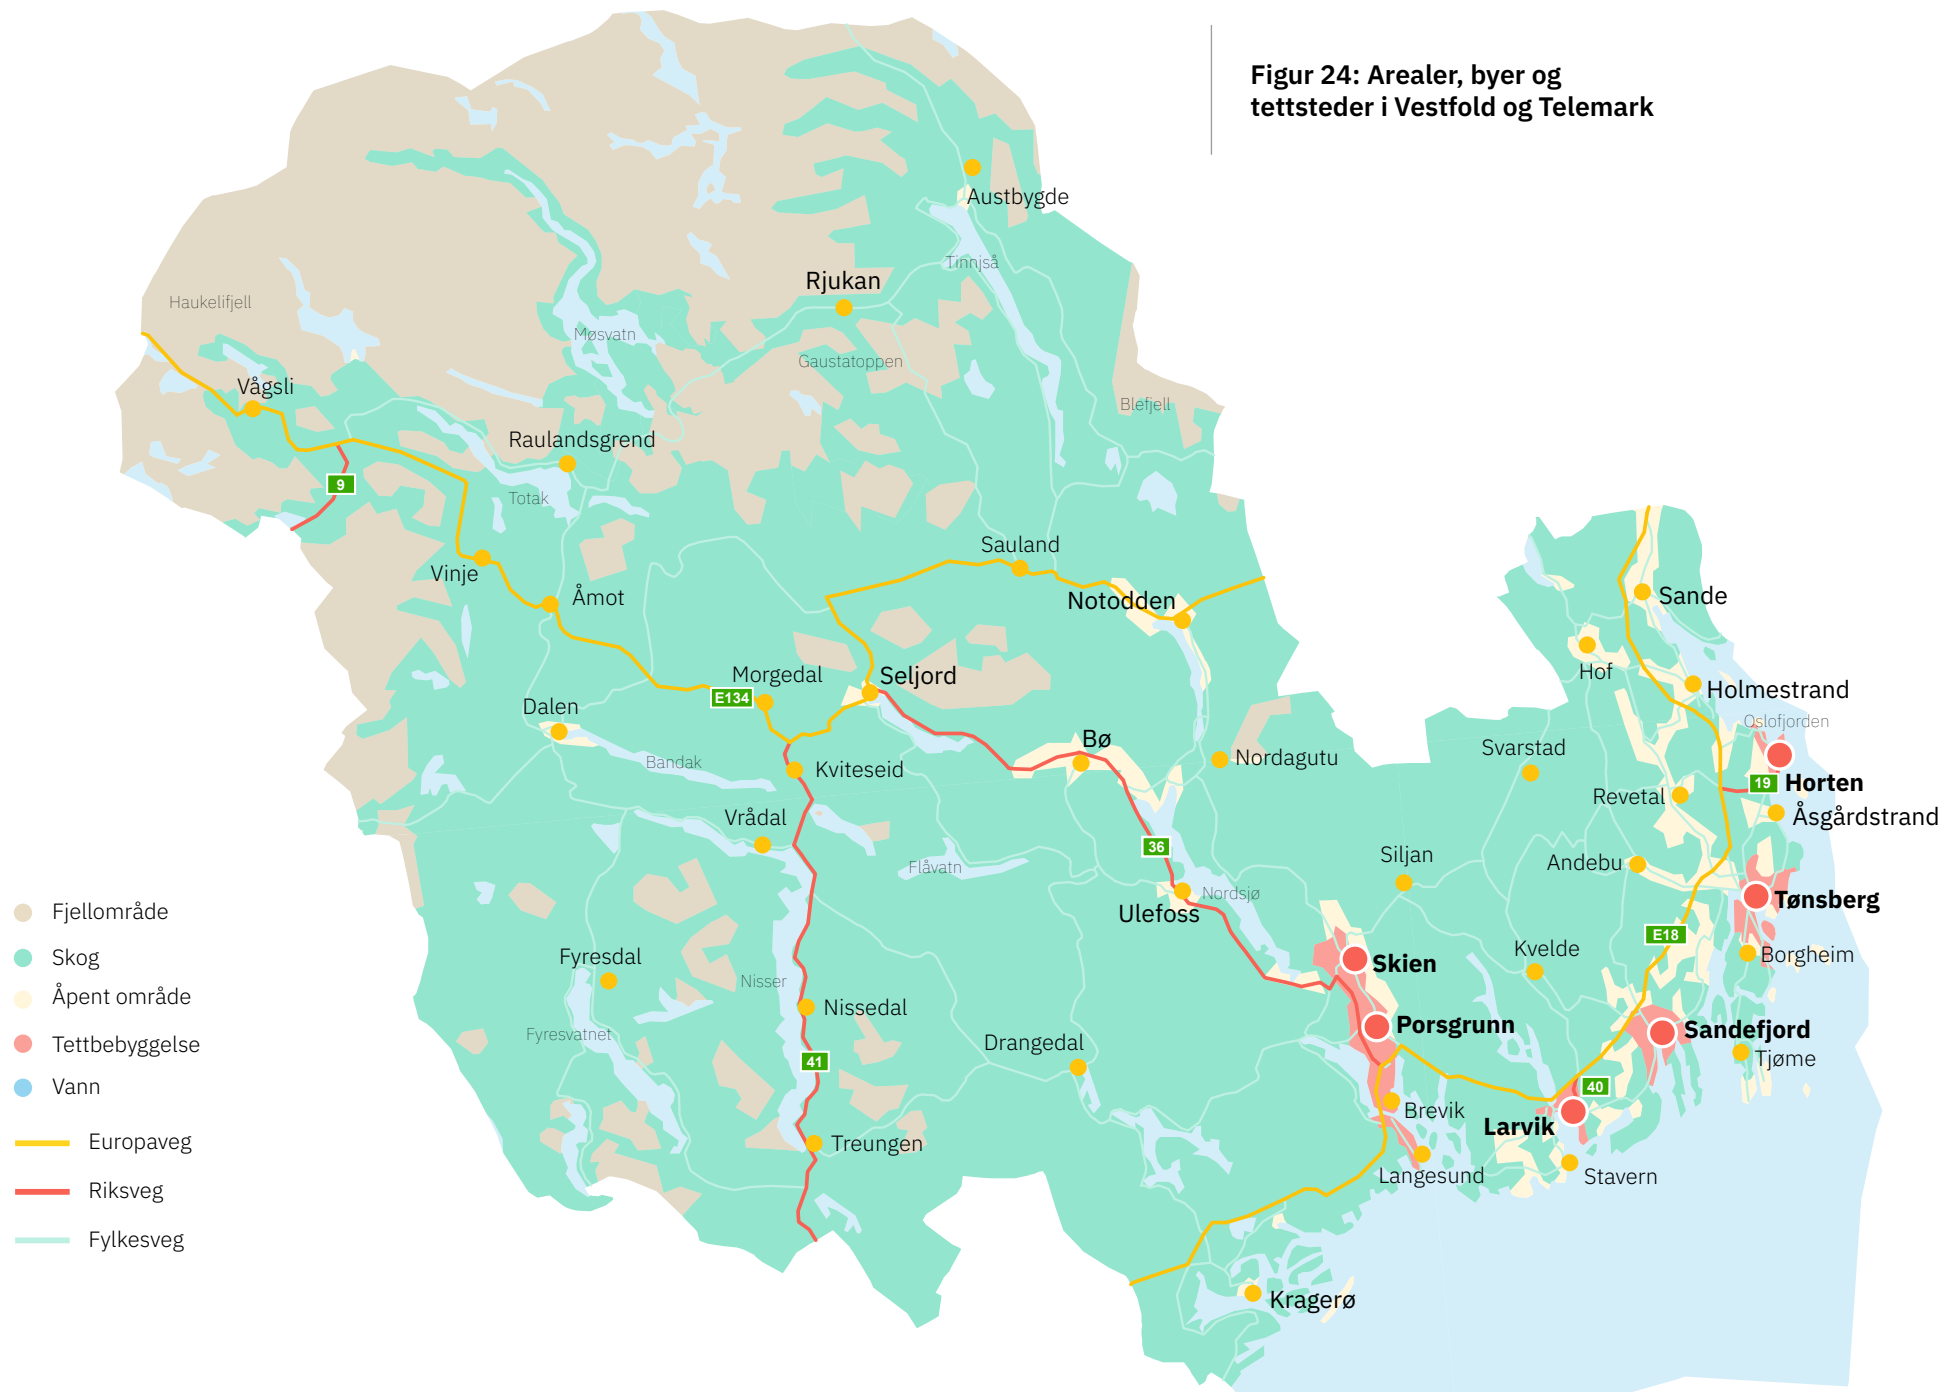 Figur 24: Arealer, byer og
tettsteder i Vestfold og Telemark
Austbygde
Tinnjså
Rjukan
Haukelifjell
Møsvatn
Gaustatoppen
Vågsli
Blefjell
Raulandsgrend
9
Totak
Sauland
Vinje
Åmot
Notodden
Sande
Hof
Morgedal
Seljord
E134
Holmestrand
Dalen
Oslofjorden
Bø
Svarstad
Nordagutu
Bandak
Kviteseid
19
Horten
Revetal
Vrådal
Åsgårdstrand
36
Siljan
Andebu
Flåvatn
Nordsjø
Tønsberg
Ulefoss
Fjellområde
E18
Kvelde
Borgheim
Skog
Fyresdal
Skien
Nisser
Åpent område
Nissedal
Porsgrunn
Sandefjord
Fyresvatnet
Drangedal
Tettbebyggelse
Tjøme
41
Vann
40
Brevik
Larvik
Europaveg
Treungen
Langesund
Stavern
Riksveg
Fylkesveg
Kragerø